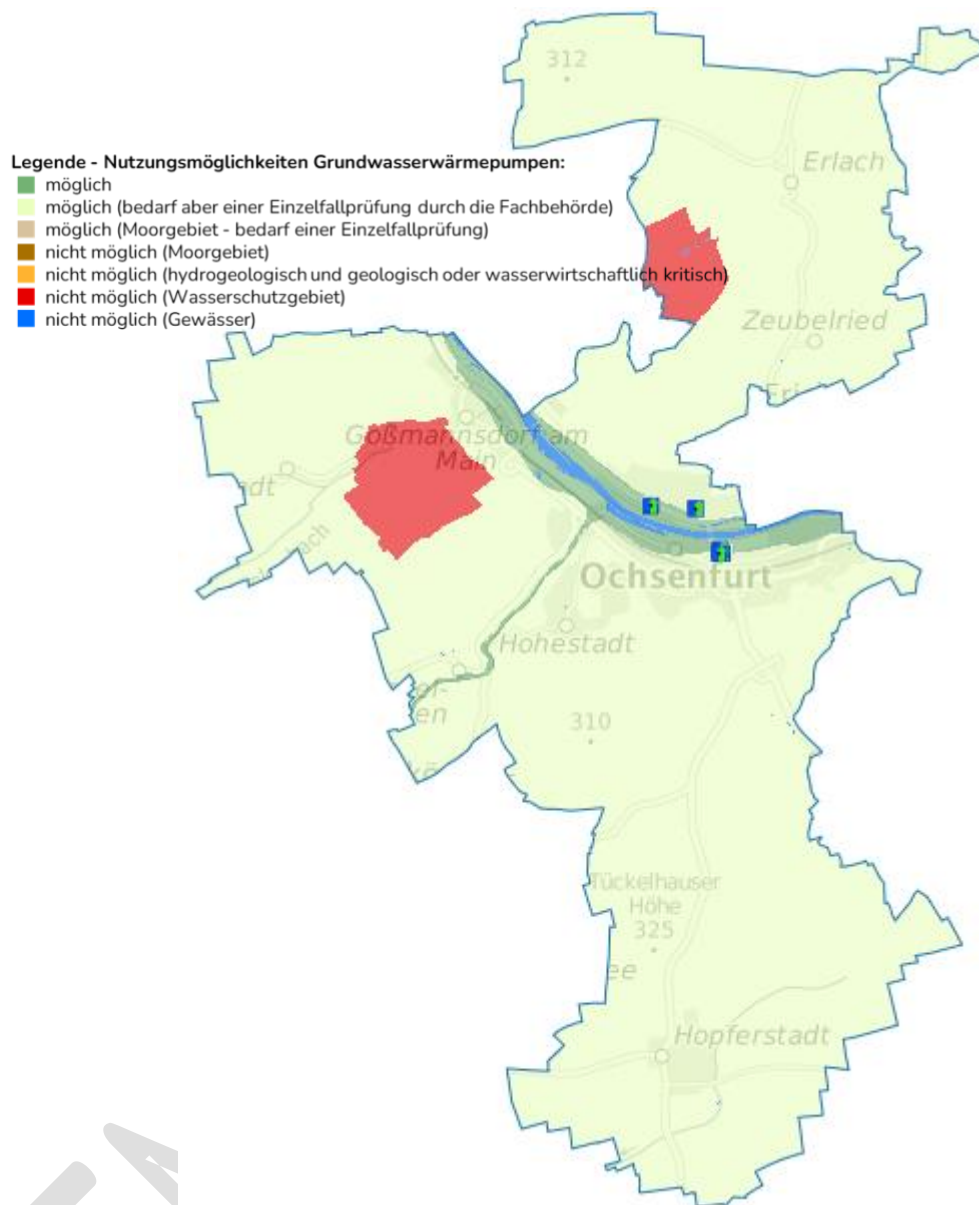 312
Legende - Nutzungsmöglichkeiten Grundwasserwärmepumpen:
möglich
möglich (bedarf aber einer Einzelfallprüfung durch die Fachbehörde)
möglich (Moorgebiet - bedarf einer Einzelfallprüfung)
nicht möglich (Moorgebiet)
nicht möglich (hydrogeologisch und geologisch oder wasserwirtschaftlich kritisch)
nicht möglich (Wasserschutzgebiet)
nicht möglich (Gewässer)
Erlach
Zeubelried
Goßmannsdorf am
Main
Ochsenfurt
Hohestadt
310
Tückelhauser
Höhe
325
Hopferstadt